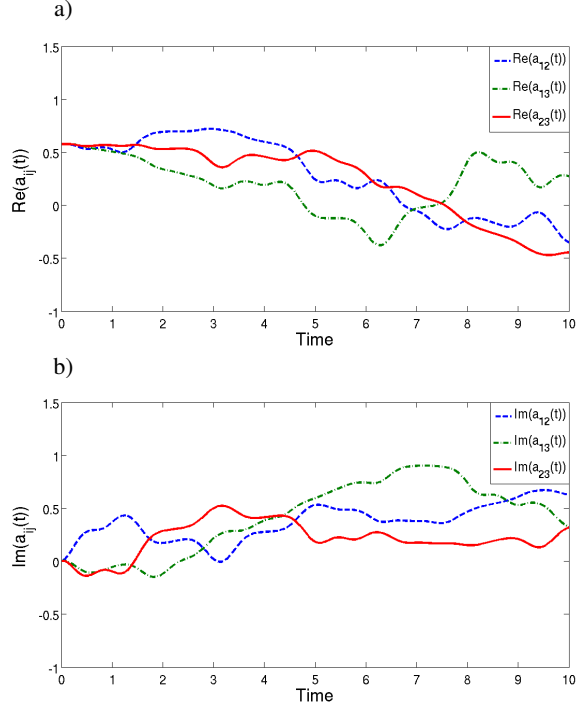 a)
1.5
1
0.5
0
-0.5
-1
Re(a_ij(t))
Re(a_12(t))
Re(a_13(t))
Re(a_23(t))
0 1 2 3 4 5 6 7 8 9 10
Time
b)
1.5
1
0.5
0
-0.5
-1
Im(a_ij(t))
Im(a_12(t))
Im(a_13(t))
Im(a_23(t))
0 1 2 3 4 5 6 7 8 9 10
Time